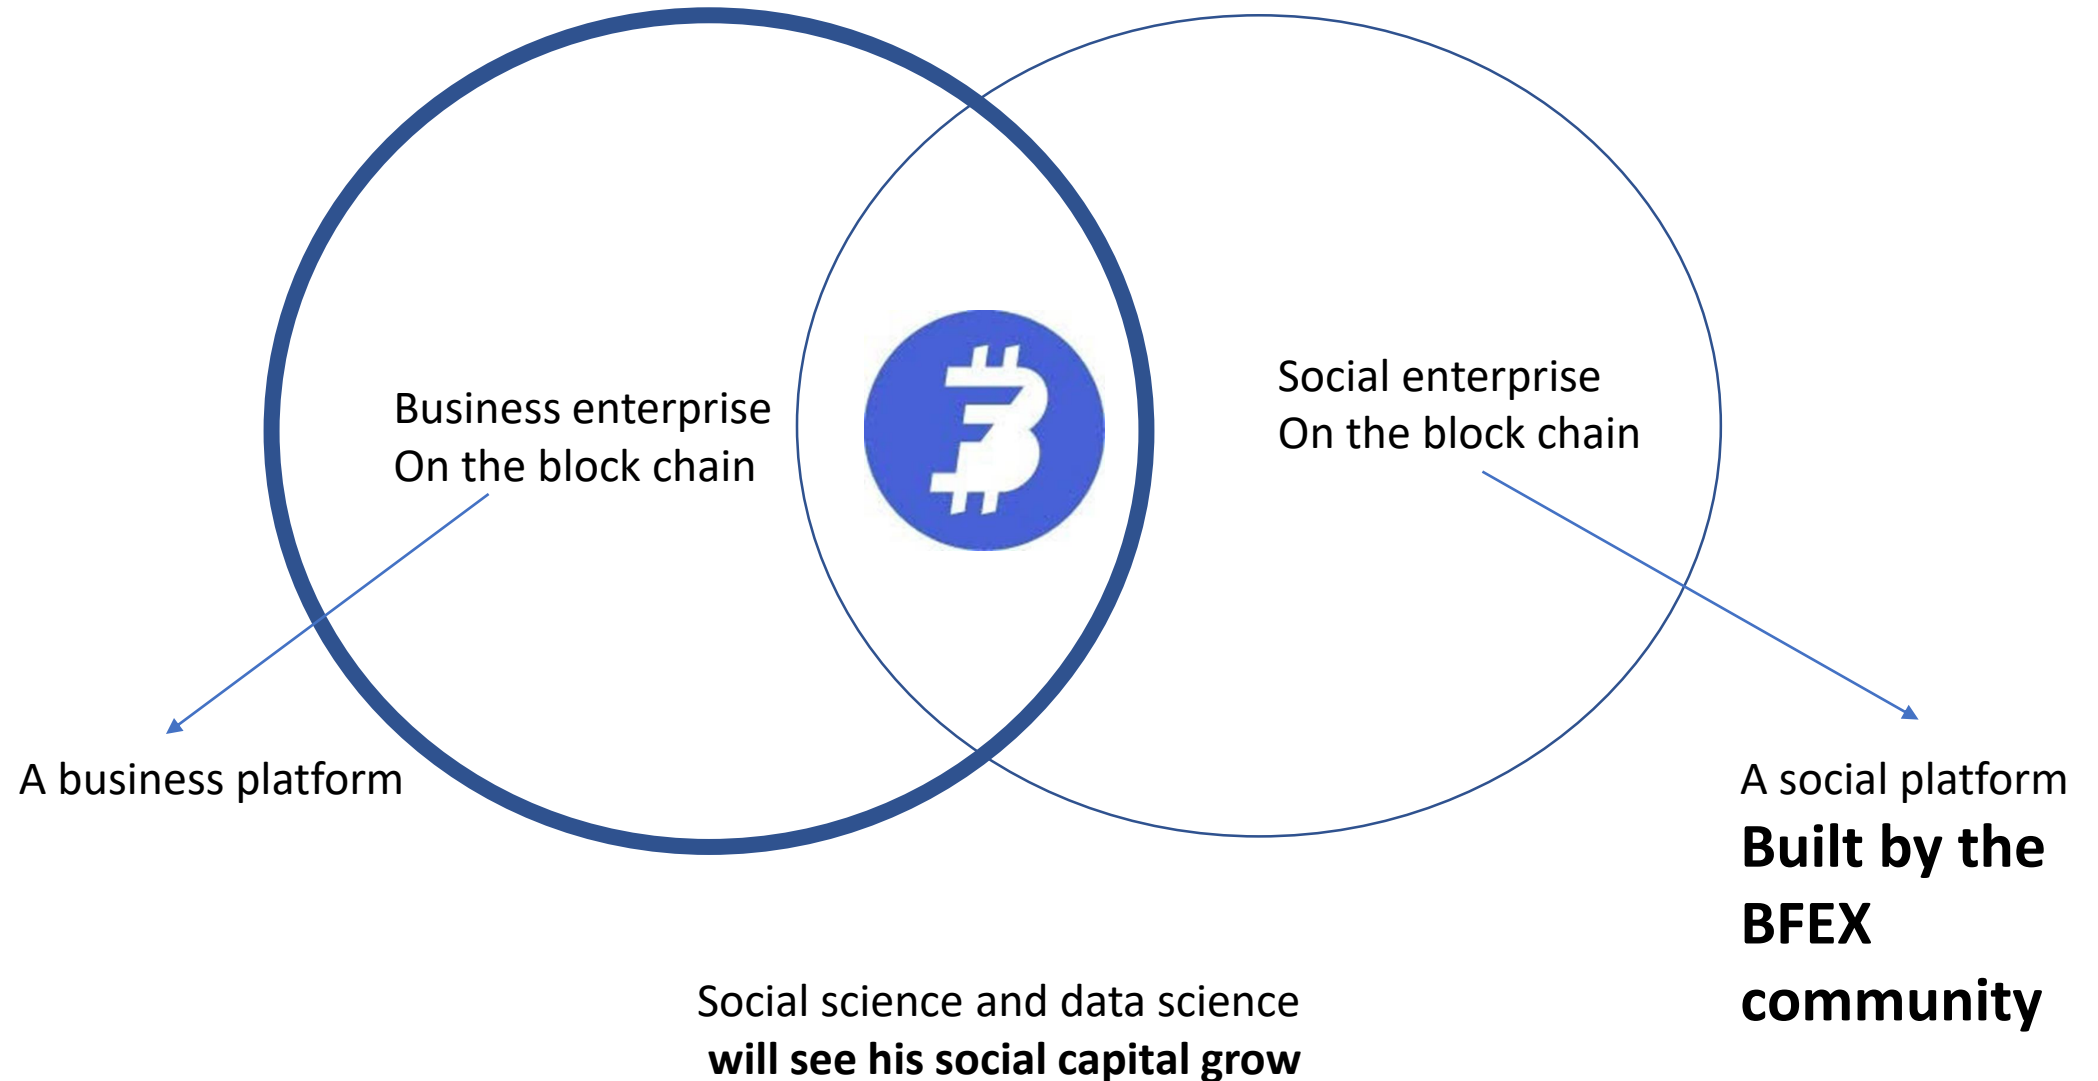 Business enterprise
On the block chain
Social enterprise
On the block chain
A business platform
A social platform
Built by the
BFEX
community
Social science and data science
will see his social capital grow